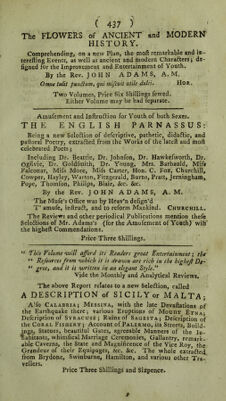 ( 437 )
The FLOWERS of ANCIENT and MODERN
HISTORY.
Comprehending, on a new Plan, the most remarkable and in-
teresting Events, as well as ancient and modern Characters; de-
signed for the Improvement and Entertainment of Youth.
By the Rev. JOHN ADAMS, A. M.
Omne tulit punctum, qui miscuit utile dulci. HOR.
Two Volumes, Price Six Shillings sewed.
Either Volume may be had separate.
Amusement and Instruction for Youth of both Sexes.
THE ENGLISH PARNASSUS:
Being a new Selection of descriptive, pathetic, didactic, and
pastoral Poetry, extracted from the Works of the latest and most
celebrated Poets;
Including Dr. Beattie, Dr. Johnson, Dr. Hawkesworth, Dr.
Ogilvie, Dr. Goldsmith, Dr. Young, Mrs. Barbauld, Miss
Falconar, Miss More, Miss Carter, Hon. C. Fox, Churchill,
Cowper, Hayley, Warton, Fitzgerald, Burns, Pratt, Jerningham,
Pope, Thomson, Philips, Blair, &c. &c.
By the Rev. JOHN ADAMS, A. M.
The Muse's Office was by Heav'n design'd
T' amuse, instruct, and to reform Mankind. CHURCHILL.
The Reviews and other periodical Publications mention these
Selections of Mr. Adams's (for the Amusement of Youth) with
the highest Commendations.
Price Three Shillings.
" This Volume will afford its Reader great Entertainment; the
" Resources from which it is drawn are rich in the highest De-
" gree, and it is written in an elegant Style."
Vide the Monthly and Analytical Reviews.
The above Report relates to a new Selection, called
A DESCRIPTION of SICILY or MALTA;
Also CALABRIA; MESSINA, with the late Devastations of
the Earthquake there; various Eruptions of MOUNT ETNA;
Description of SYRACUSE; Ruins of SAGESTA; Description of
the CORAL FISHERY; Account of PALERMO, its Streets, Build-
ings, Statues, beautiful Gates, agreeable Manners of the In-
habitants, whimsical Marriage Ceremonies, Gallantry, remark-
able Caverns, the State and Magnificence of the Vice Roy, the
Grandeur of their Equipages, &c. &c. The whole extracted
from Brydone, Swinburne, Hamilton, and various other Tra-
vellers.
Price Three Shillings and Sixpence.